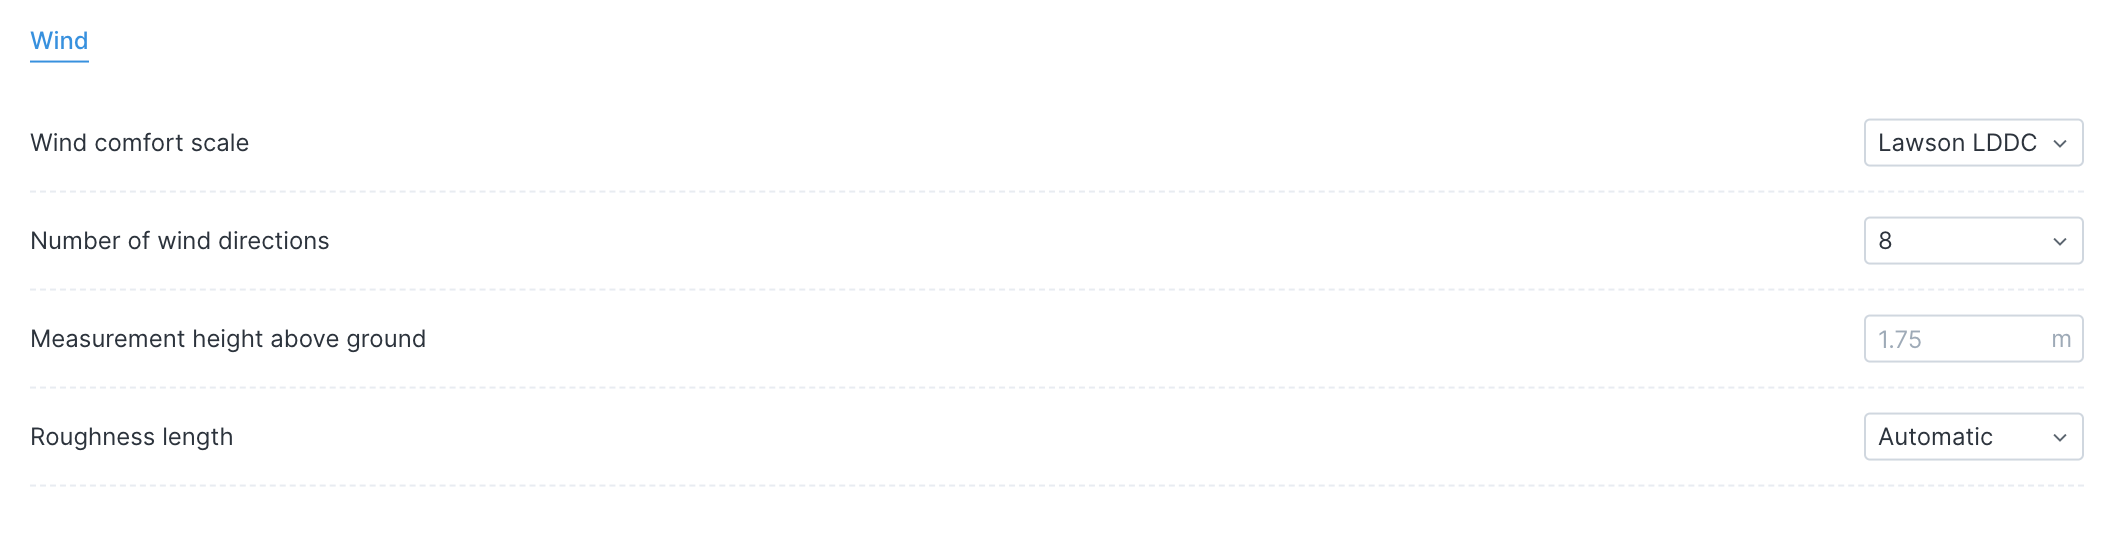 Wind
Wind comfort scale Lawson LDDC
Number of wind directions 8
Measurement height above ground 1.75 m
Roughness length Automatic